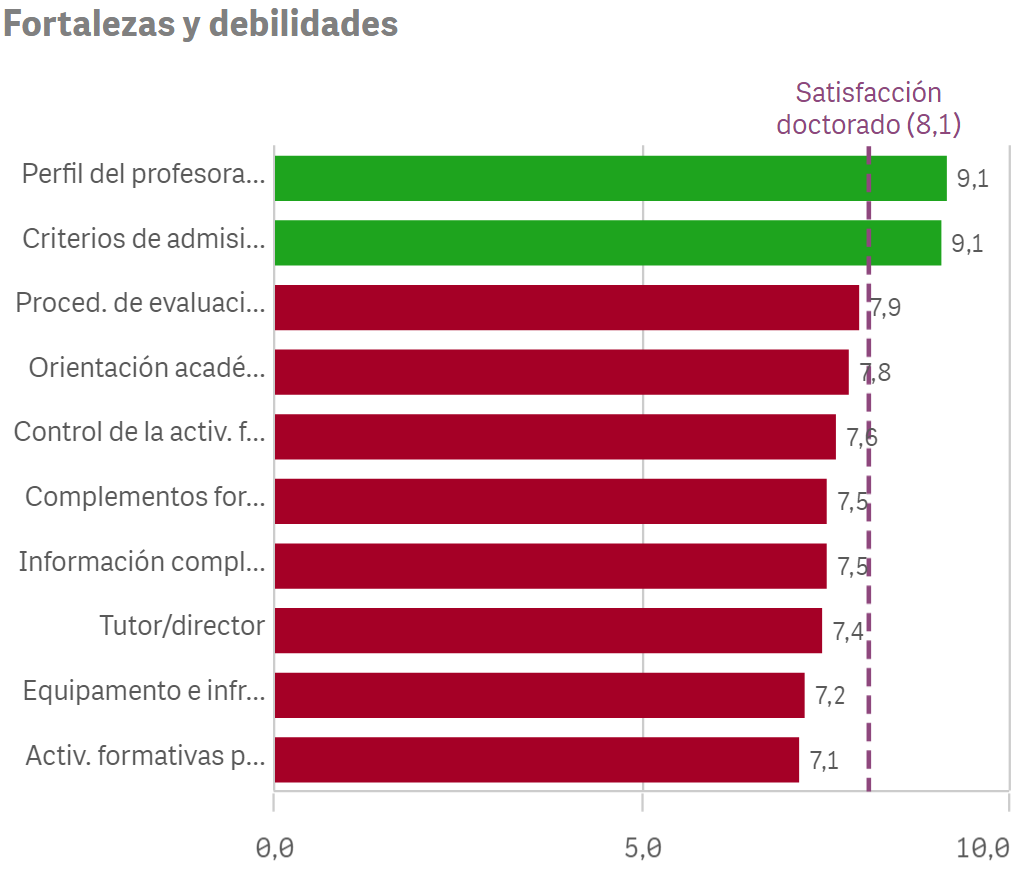 Fortalezas y debilidades
Satisfacción
doctorado (8,1)
Perfil del profesora... 9,1
Criterios de admisi... 9,1
Proced. de evaluaci... 7,9
Orientación acadé... 7,8
Control de la activ. f... 7,6
Complementos for... 7,5
Información compl... 7,5
Tutor/director 7,4
Equipamento e infr... 7,2
Activ. formativas p... 7,1
0,0 5,0 10,0